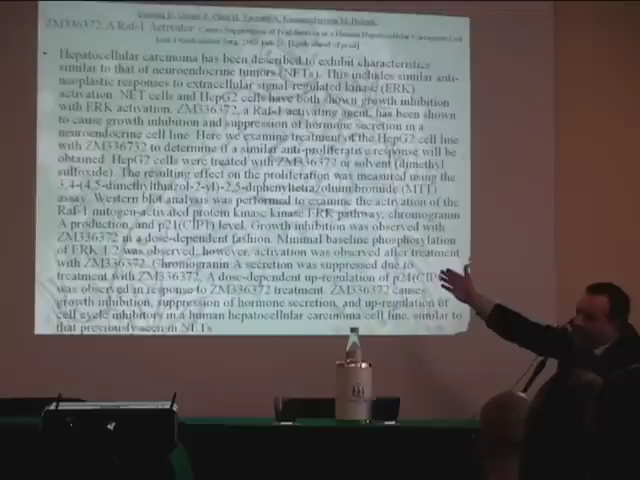 ZM336372, A Raf-1 Activator, Causes Suppression of Proliferation in a Human Hepatocellular Carcinoma Cell
Hepatocellular carcinoma has been described to exhibit characteristics
similar to that of neuroendocrine tumors (NETs). This includes similar anti-
neoplastic responses to extracellular signal-regulated kinase (ERK)
activation. NET cells and HepG2 cells have both shown growth inhibition
with ERK activation. ZM336372, a Raf-1 activating agent, has been shown
to cause growth inhibition and suppression of hormone secretion in a
neuroendocrine cell line. Here we examine treatment of the HepG2 cell line
with ZM336732 to determine if a similar anti-proliferative response will be
obtained. HepG2 cells were treated with ZM336372 or solvent (dimethyl
sulfoxide). The resulting effect on proliferation was measured using the
3,4-(4,5-dimethylthiazol-2-yl)-2,5-diphenyltetrazolium bromide (MTT)
assay. Western blot analysis was performed to examine the activation of the
Raf-1 mitogen-activated protein kinase kinase ERK pathway, chromogranin
A production, and p21(CIP1) level. Growth inhibition was observed with
ZM336372 in a dose-dependent fashion. Minimal baseline phosphorylation
of ERK 1/2 was observed; however, activation was observed after treatment
with ZM336372. Chromogranin A secretion was suppressed due to
treatment with ZM336372. A dose-dependent up-regulation of p21(CIP
was observed in response to ZM336372 treatment. ZM336372 causes
growth inhibition, suppression of hormone secretion, and up-regulation of
cell cycle inhibitors in a human hepatocellular carcinoma cell line, similar to
that previously seen in NETs